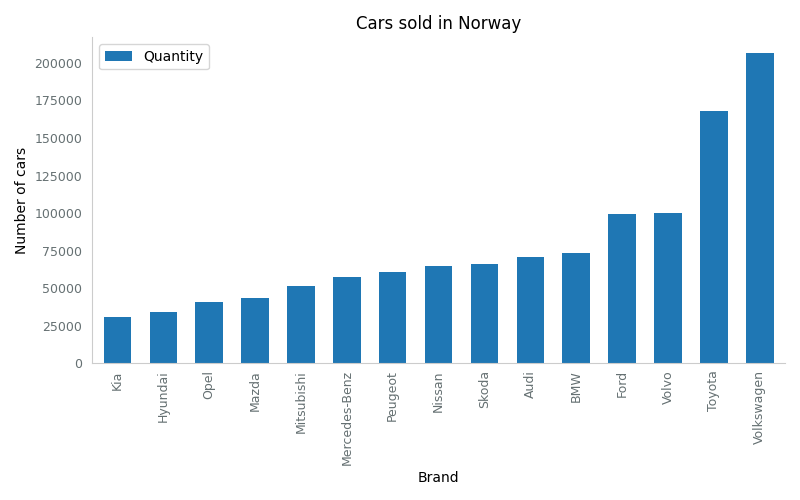 Cars sold in Norway
Quantity
Number of cars
200000
175000
150000
125000
100000
75000
50000
25000
0
Kia
Hyundai
Opel
Mazda
Mitsubishi
Mercedes-Benz
Peugeot
Nissan
Skoda
Audi
BMW
Ford
Volvo
Toyota
Volkswagen
Brand